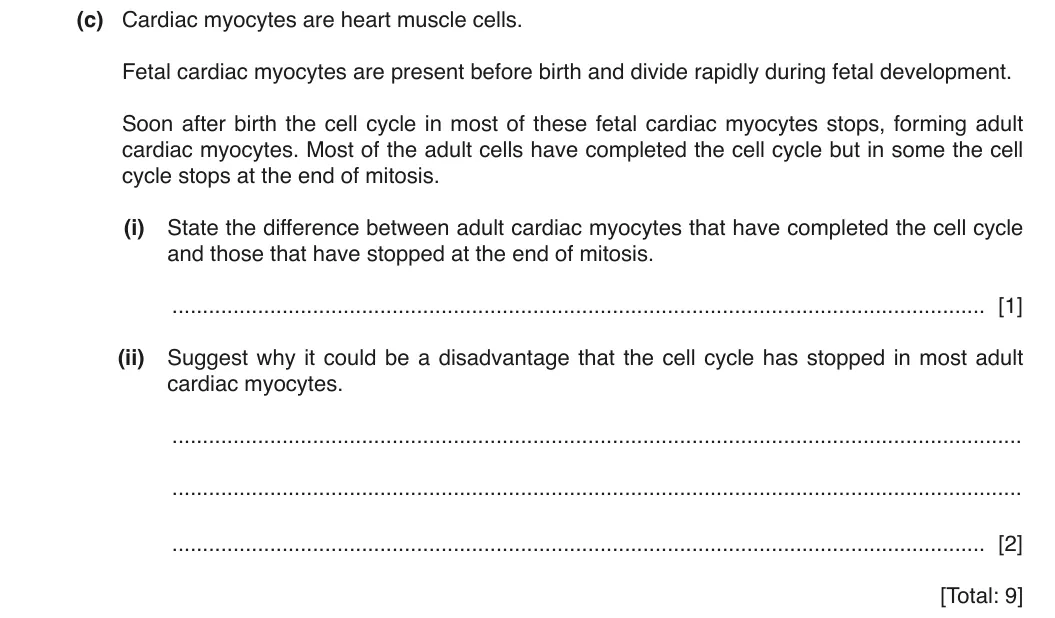 (c) Cardiac myocytes are heart muscle cells.
Fetal cardiac myocytes are present before birth and divide rapidly during fetal development.
Soon after birth the cell cycle in most of these fetal cardiac myocytes stops, forming adult
cardiac myocytes. Most of the adult cells have completed the cell cycle but in some the cell
cycle stops at the end of mitosis.
(i) State the difference between adult cardiac myocytes that have completed the cell cycle
and those that have stopped at the end of mitosis.
.......................................................................................................................................... [1]
(ii) Suggest why it could be a disadvantage that the cell cycle has stopped in most adult
cardiac myocytes.
................................................................................................................................................
................................................................................................................................................
.......................................................................................................................................... [2]
[Total: 9]